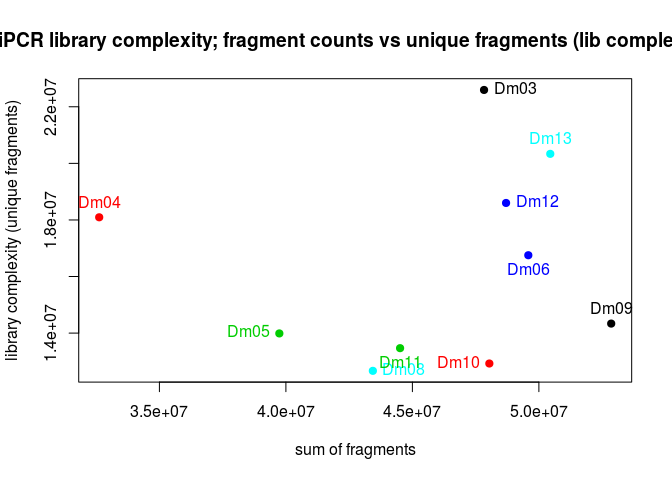 iPCR library complexity; fragment counts vs unique fragments (lib comple
library complexity (unique fragments)
2.2e+07
1.8e+07
1.4e+07
Dm03
Dm13
Dm04
Dm12
Dm06
Dm09
Dm05
Dm11
Dm10
Dm08
3.5e+07 4.0e+07 4.5e+07 5.0e+07
sum of fragments